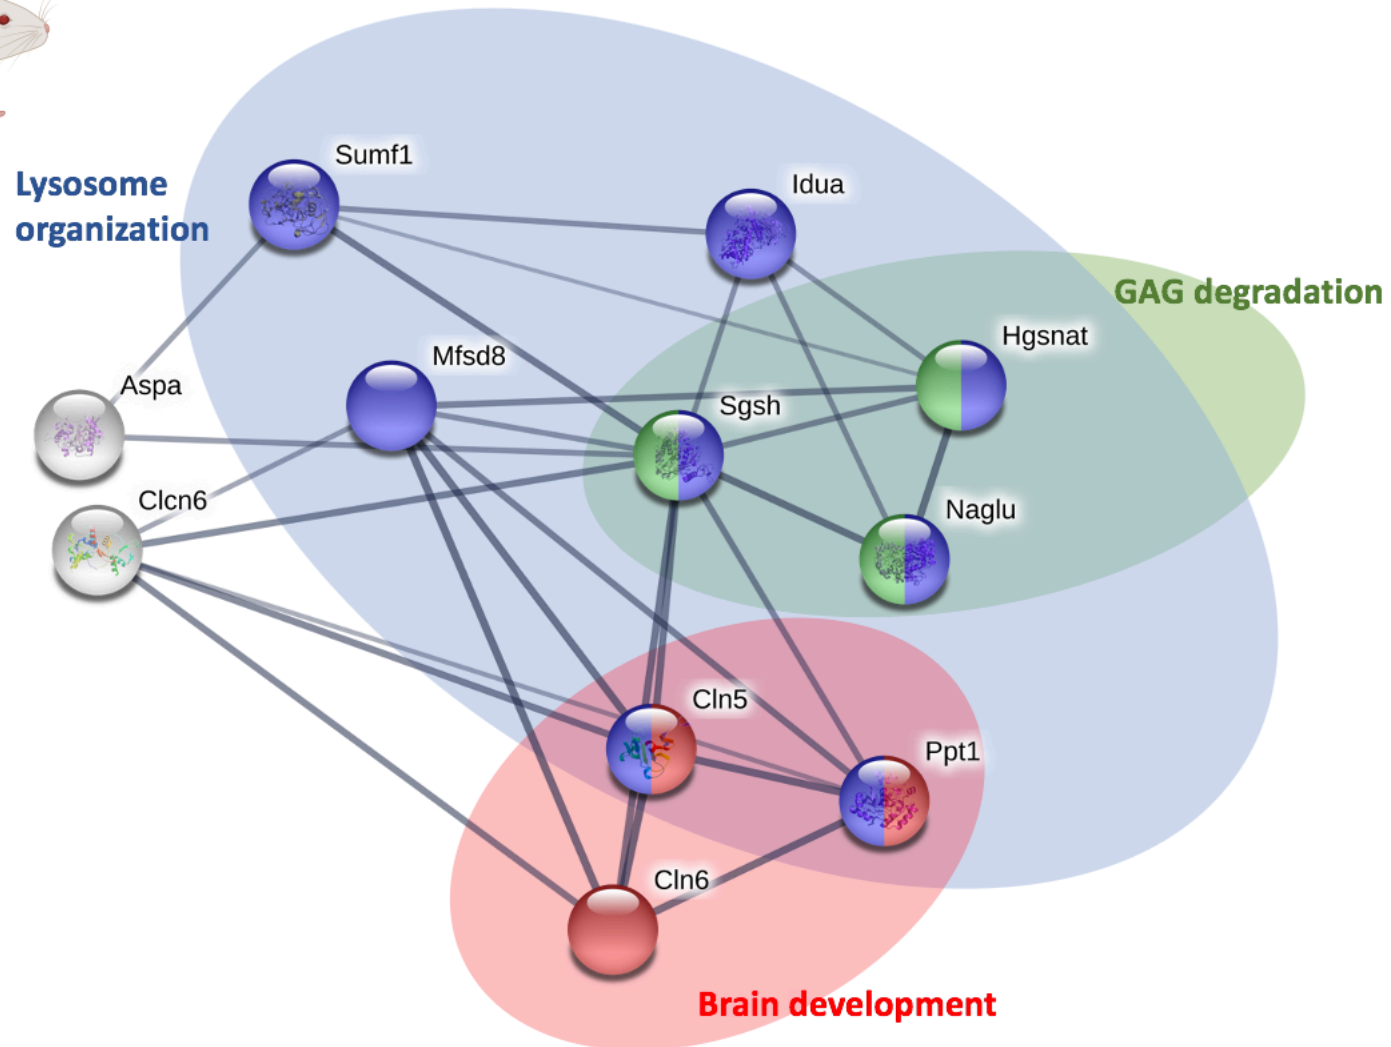 Sumf1
Idua
Lysosome
organization
GAG degradation
Hgsnat
Mfsd8
Aspa
Sgsh
Clcn6
Naglu
Cln5
Ppt1
Cln6
Brain development